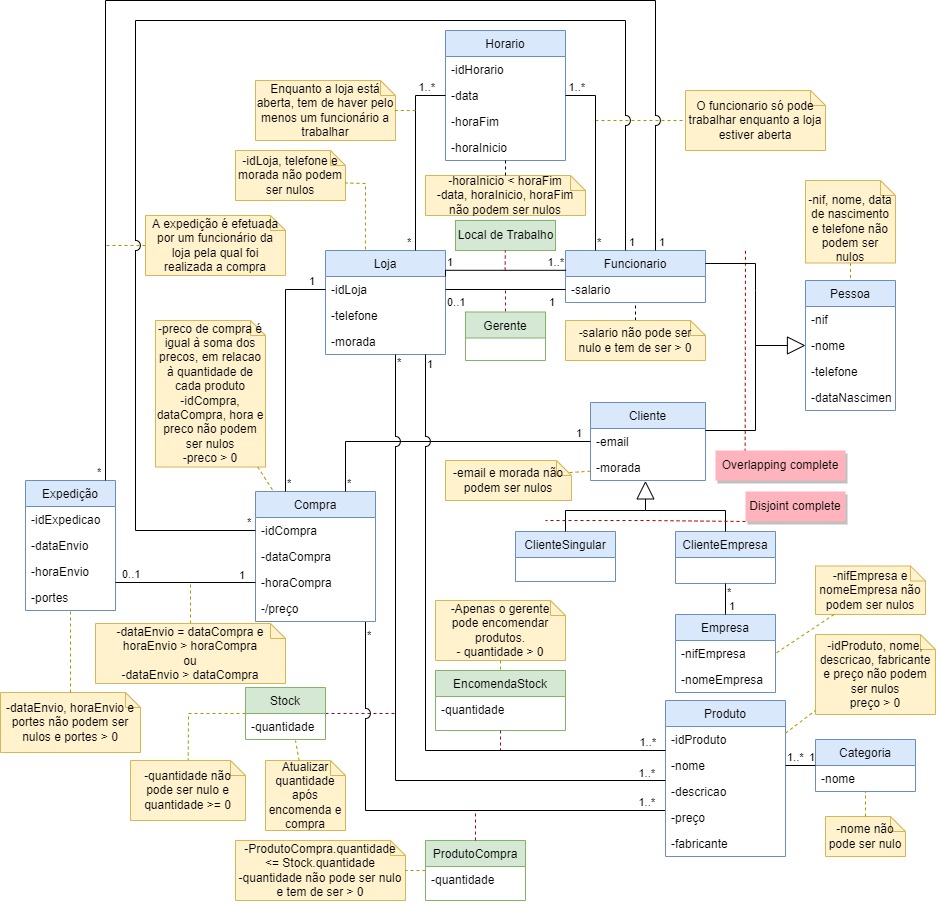 Horario
-idHorario
-data
-horaFim
-horaInicio
1..*
1..*
Enquanto a loja está
aberta, tem de haver pelo
menos um funcionário a
trabalhar
O funcionario só pode
trabalhar enquanto a loja
estiver aberta
-idLoja, telefone e
morada não podem
ser nulos
-horaInicio < horaFim
-data, horaInicio, horaFim
não podem ser nulos
-nif, nome, data
de nascimento
e telefone não
podem ser
nulos
A expedição é efetuada
por um funcionário da
loja pela qual foi
realizada a compra
Local de Trabalho
*
*
1
1
Loja
-idLoja
-telefone
-morada
1
1
1..*
0..1
1
Funcionario
-salario
Gerente
-salario não pode ser
nulo e tem de ser > 0
Pessoa
-nif
-nome
-telefone
-dataNascimen
-preco de compra é
igual à soma dos
precos, em relacao
à quantidade de
cada produto
-idCompra,
dataCompra, hora e
preco não podem
ser nulos
-preco > 0
*
1
Cliente
-email
-morada
1
-email e morada não
podem ser nulos
Overlapping complete
Disjoint complete
*
Expedição
-idExpedicao
-dataEnvio
-horaEnvio
-portes
*
*
*
Compra
-idCompra
-dataCompra
-horaCompra
-/preço
0..1
1
*
ClienteSingular
ClienteEmpresa
*
1
Empresa
-nifEmpresa
-nomeEmpresa
-nifEmpresa e
nomeEmpresa não
podem ser nulos
-dataEnvio = dataCompra e
horaEnvio > horaCompra
ou
-dataEnvio > dataCompra
-Apenas o gerente
pode encomendar
produtos.
- quantidade > 0
EncomendaStock
-quantidade
-idProduto, nome,
descricao, fabricante
e preço não podem
ser nulos
preço > 0
-dataEnvio, horaEnvio e
portes não podem ser
nulos e portes > 0
Stock
-quantidade
-quantidade não
pode ser nulo e
quantidade >= 0
Atualizar
quantidade
após
encomenda e
compra
1..*
1..*
1..*
Produto
-idProduto
-nome
-descricao
-preço
-fabricante
1..*
1
Categoria
-nome
-nome não
pode ser nulo
-ProdutoCompra.quantidade
<= Stock.quantidade
-quantidade não pode ser nulo
e tem de ser > 0
ProdutoCompra
-quantidade